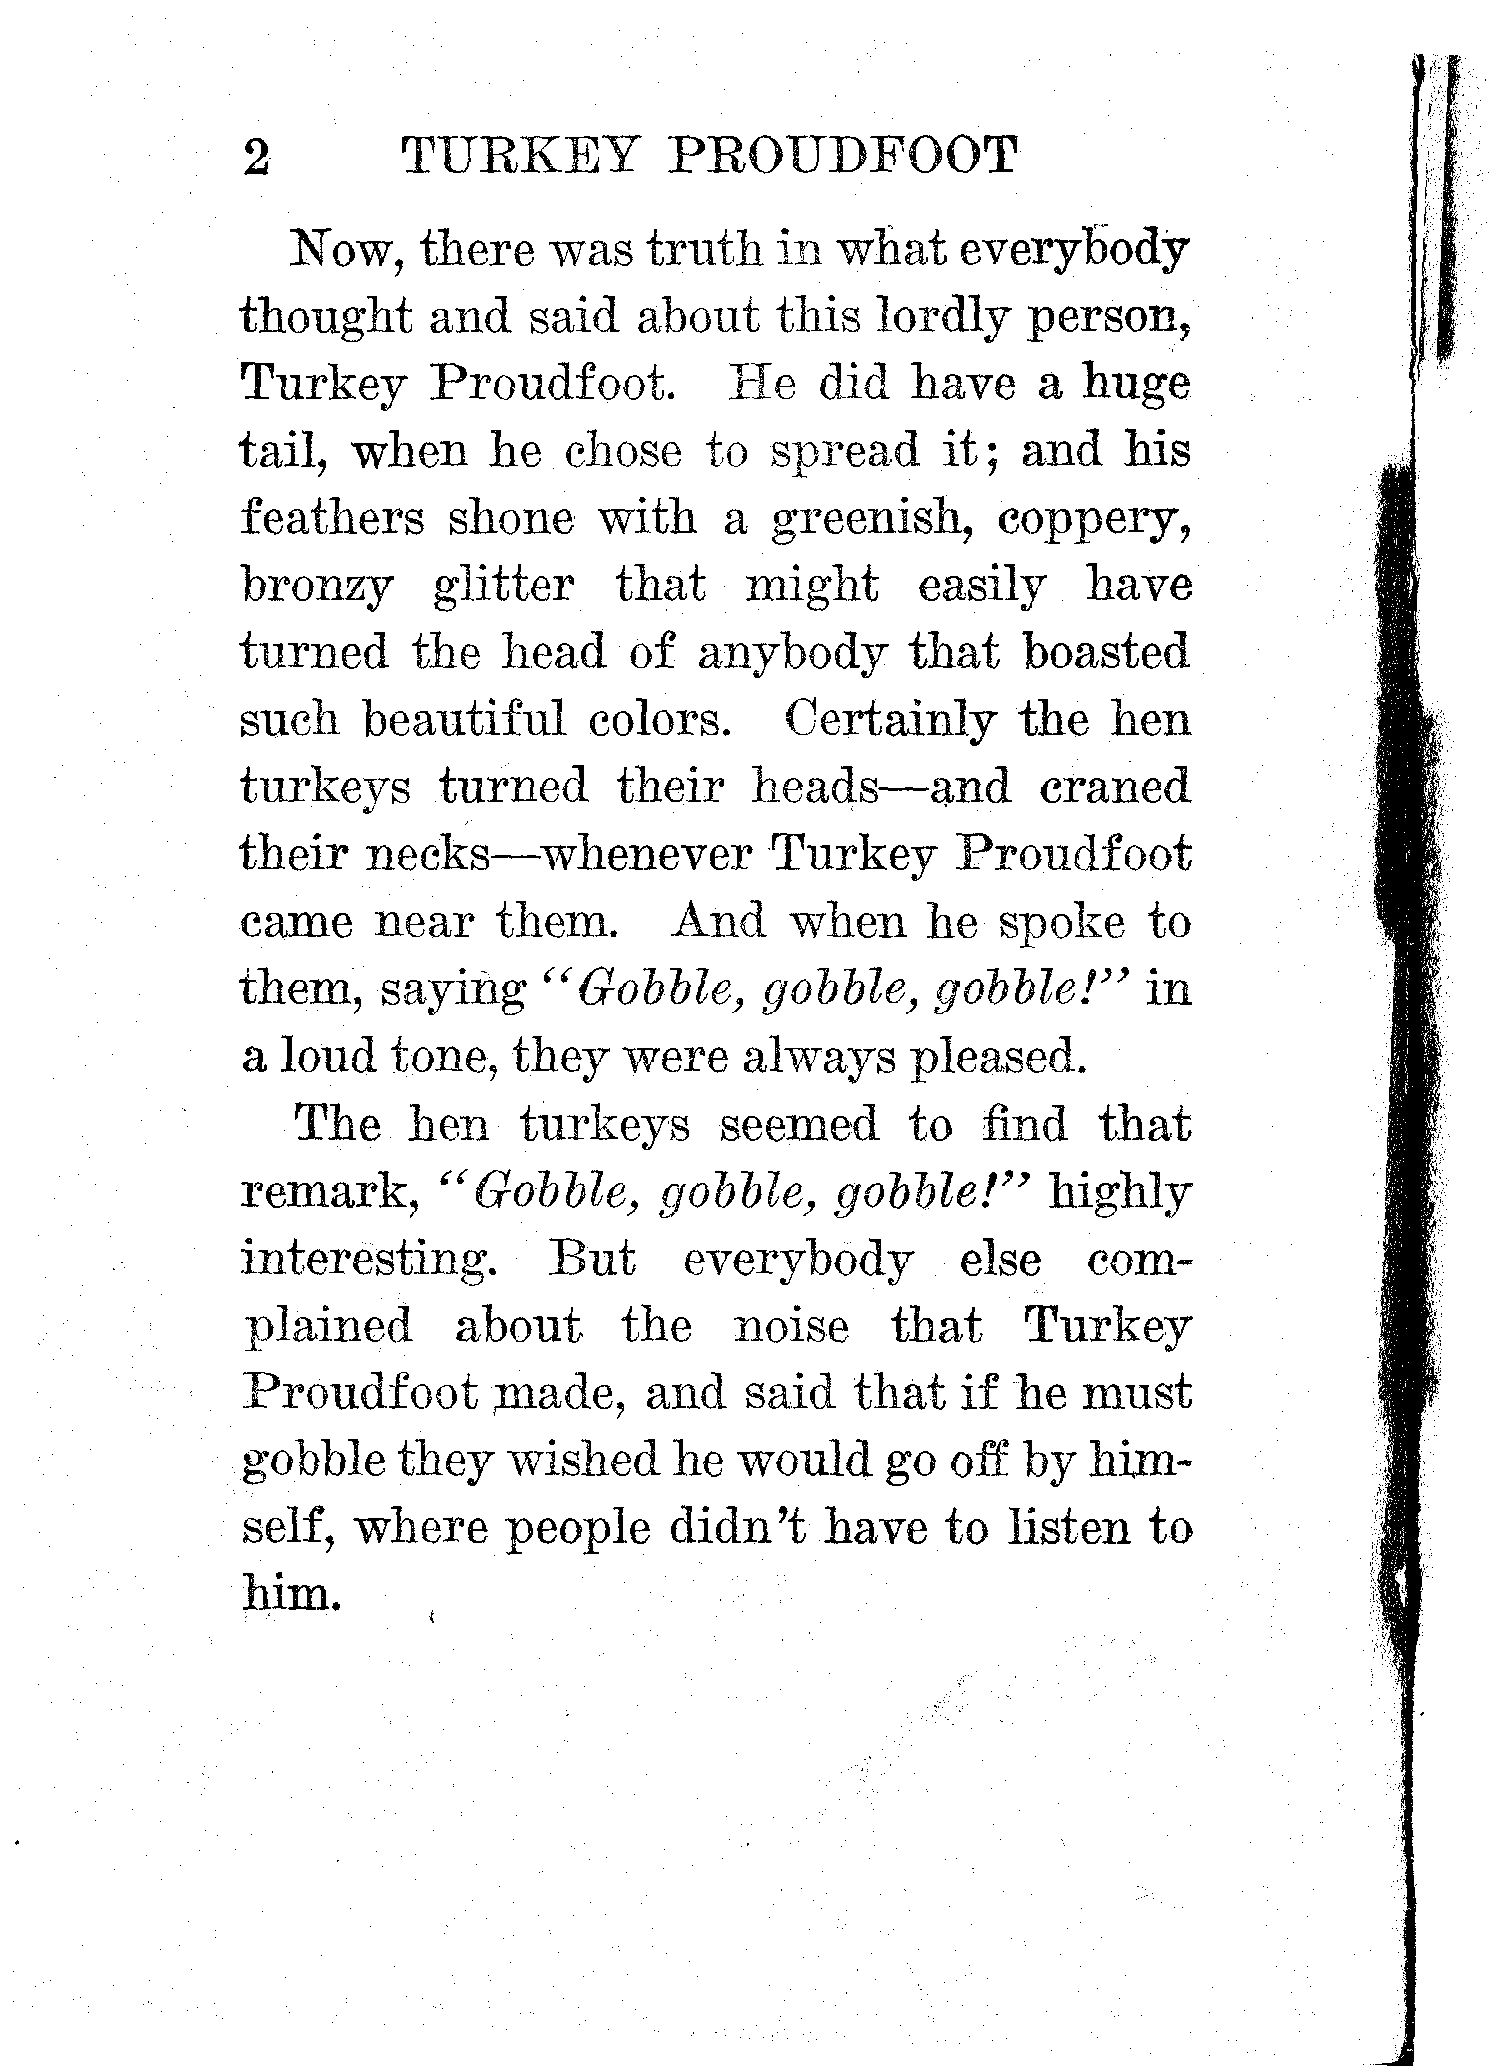 2 TURKEY PROUDFOOT
Now, there was truth in what everybody
thought and said about this lordly person,
Turkey Proudfoot. He did have a huge
tail, when he chose to spread it; and his
feathers shone with a greenish, coppery,
bronzy glitter that might easily have
turned the head of anybody that boasted
such beautiful colors. Certainly the hen
turkeys turned their heads—and craned
their necks—whenever Turkey Proudfoot
came near them. And when he spoke to
them, saying "Gobble, gobble, gobble!" in
a loud tone, they were always pleased.
The hen turkeys seemed to find that
remark, "Gobble, gobble, gobble!" highly
interesting. But everybody else com-
plained about the noise that Turkey
Proudfoot made, and said that if he must
gobble they wished he would go off by him-
self, where people didn't have to listen to
him.